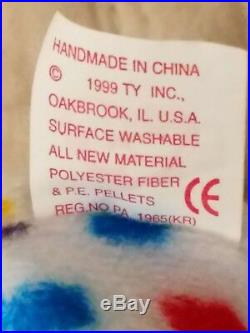 HANDMADE IN CHINA
© 1999 TY INC.,
OAKBROOK, IL. U.S.A.
SURFACE WASHABLE
ALL NEW MATERIAL
POLYESTER FIBER
& P.E. PELLETS CE
REG.NO PA. 1965(KR)